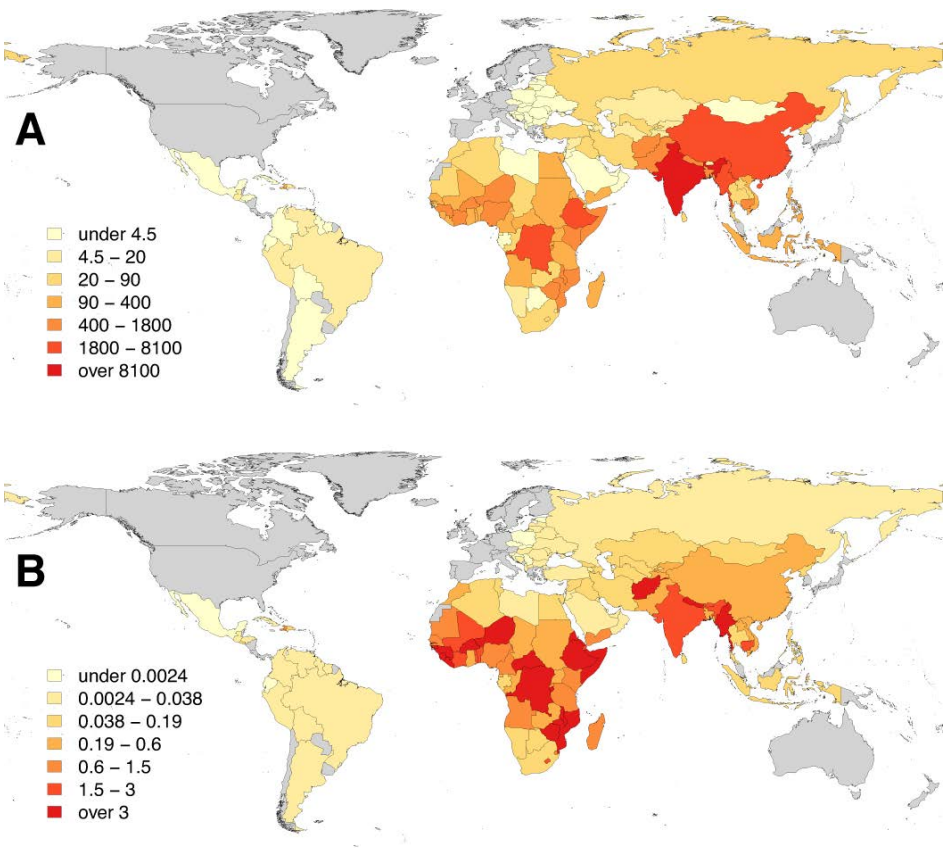 A
under 4.5
4.5 – 20
20 – 90
90 – 400
400 – 1800
1800 – 8100
over 8100
B
under 0.0024
0.0024 – 0.038
0.038 – 0.19
0.19 – 0.6
0.6 – 1.5
1.5 – 3
over 3